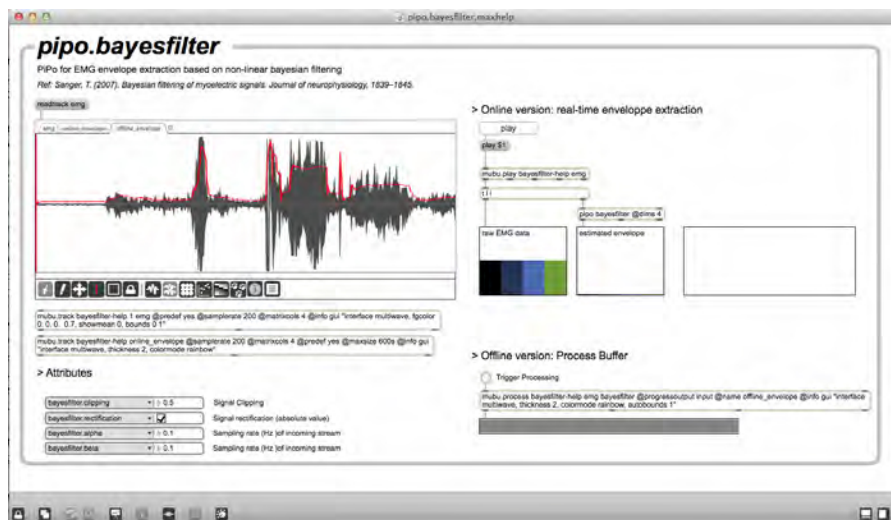 pipo.bayesfilter.maxhelp
pipo.bayesfilter
PiPo for EMG envelope extraction based on non-linear bayesian filtering
Ref: Sanger, T. (2007). Bayesian filtering of myoelectric signals. Journal of neurophysiology, 1839–1845.
readtrack emg
emg online_envelope offline_envelope
mubu.track bayesfilter-help 1 emg @predef yes @samplerate 200 @matrixcols 4 @info gui "interface multiwave, fgcolor
0. 0. 0. 0.7, showmean 0, bounds 0 1"
mubu.track bayesfilter-help online_envelope @samplerate 200 @matrixcols 4 @predef yes @maxsize 600s @info gui
"interface multiwave, thickness 2, colormode rainbow"
> Attributes
bayesfilter.clipping 0.5 Signal Clipping
bayesfilter.rectification Signal rectification (absolute value)
bayesfilter.alpha 0.1 Sampling rate (Hz )of incoming stream
bayesfilter.beta 0.1 Sampling rate (Hz )of incoming stream
> Online version: real-time enveloppe extraction
play
play $1
mubu.play bayesfilter-help emg
t l l
pipo bayesfilter @dims 4
raw EMG data
estimated envelope
> Offline version: Process Buffer
Trigger Processing
mubu.process bayesfilter-help emg bayesfilter @progressoutput input @name offline_envelope @info gui "interface
multiwave, thickness 2, colormode rainbow, autobounds 1"